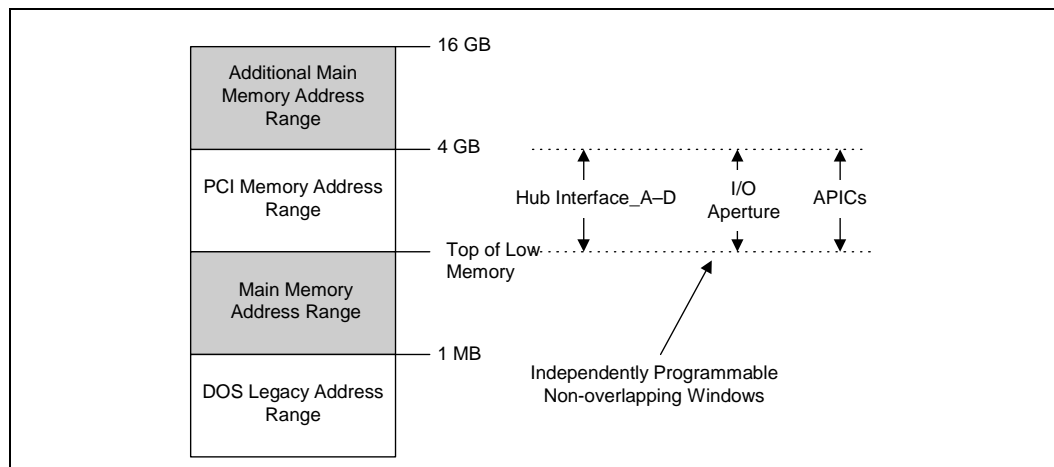 16 GB
Additional Main
Memory Address
Range
4 GB
PCI Memory Address
Range
Hub Interface_A–D
I/O
Aperture
APICs
Top of Low
Memory
Main Memory
Address Range
1 MB
DOS Legacy Address
Range
Independently Programmable
Non-overlapping Windows